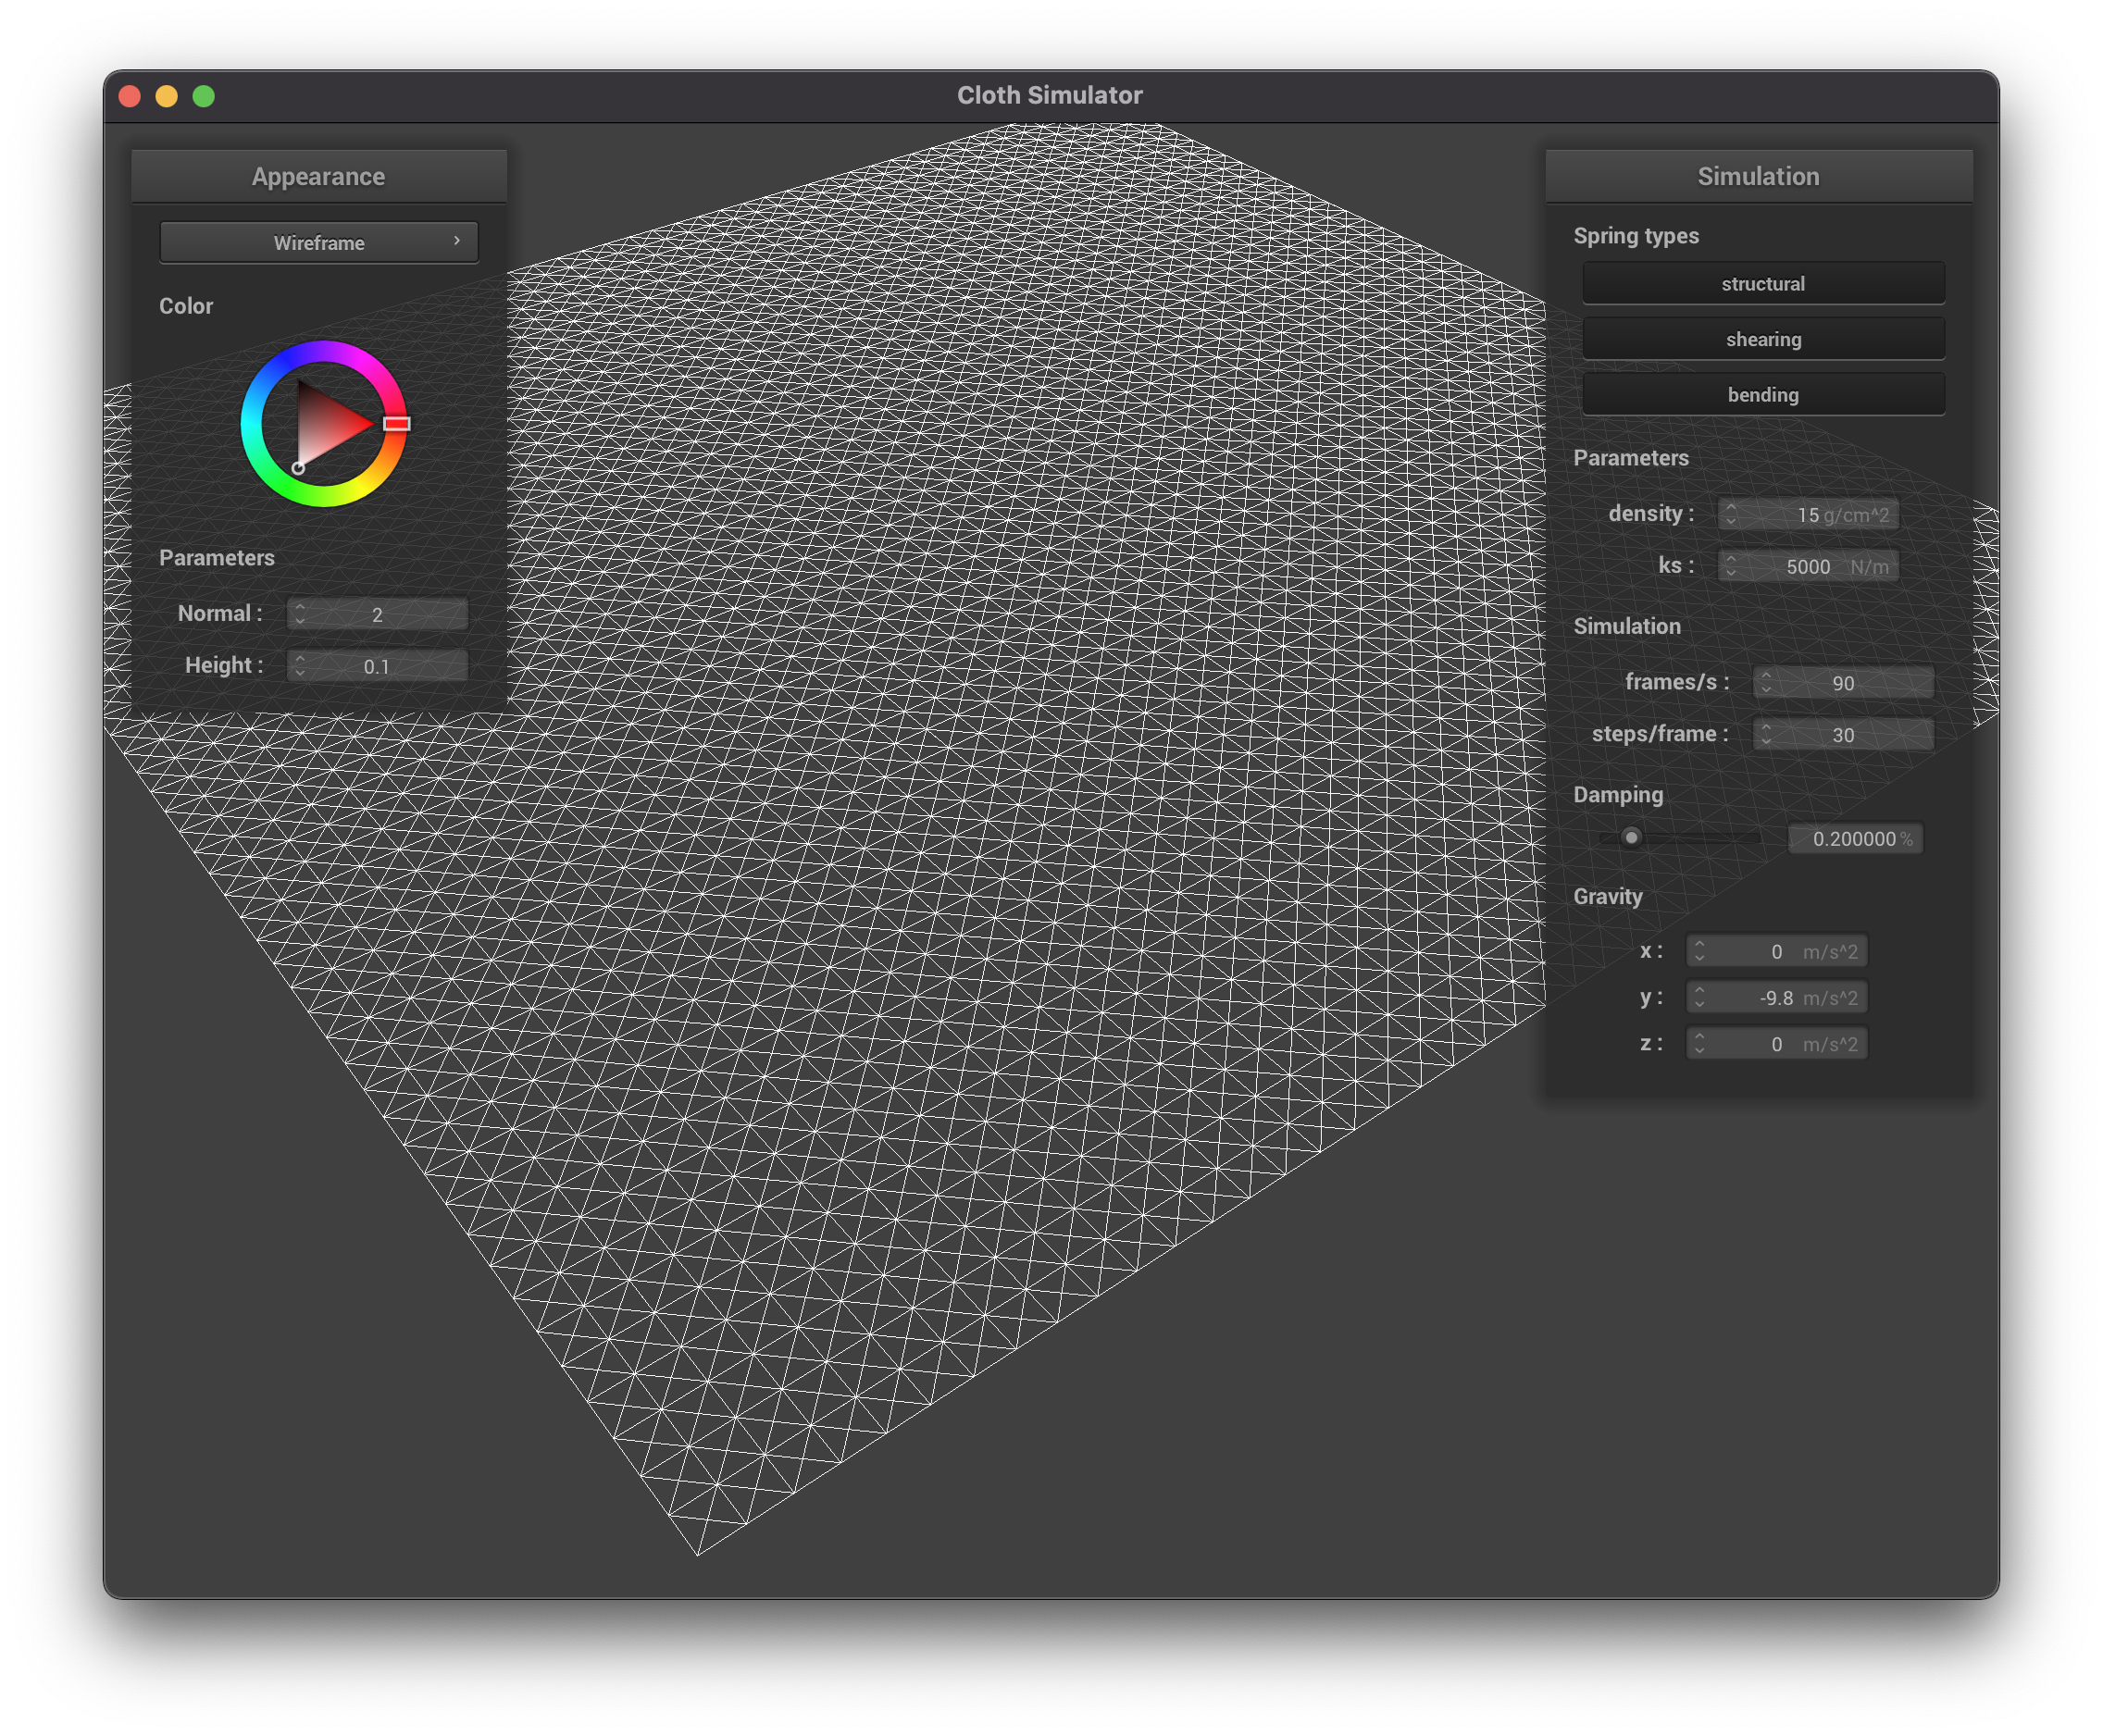 Cloth Simulator
Appearance
Wireframe
Color
Parameters
Normal : 2
Height : 0.1
Simulation
Spring types
structural
shearing
bending
Parameters
density : 15 g/cm^2
ks : 5000 N/m
Simulation
frames/s : 90
steps/frame : 30
Damping
0.200000 %
Gravity
x : 0 m/s^2
y : -9.8 m/s^2
z : 0 m/s^2